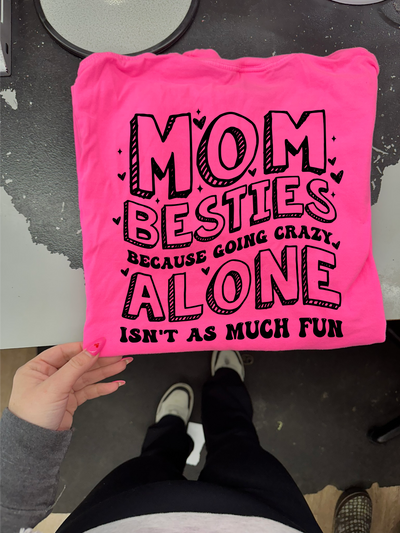 MOM
BESTIES
BECAUSE GOING CRAZY
ALONE
ISN'T AS MUCH FUN